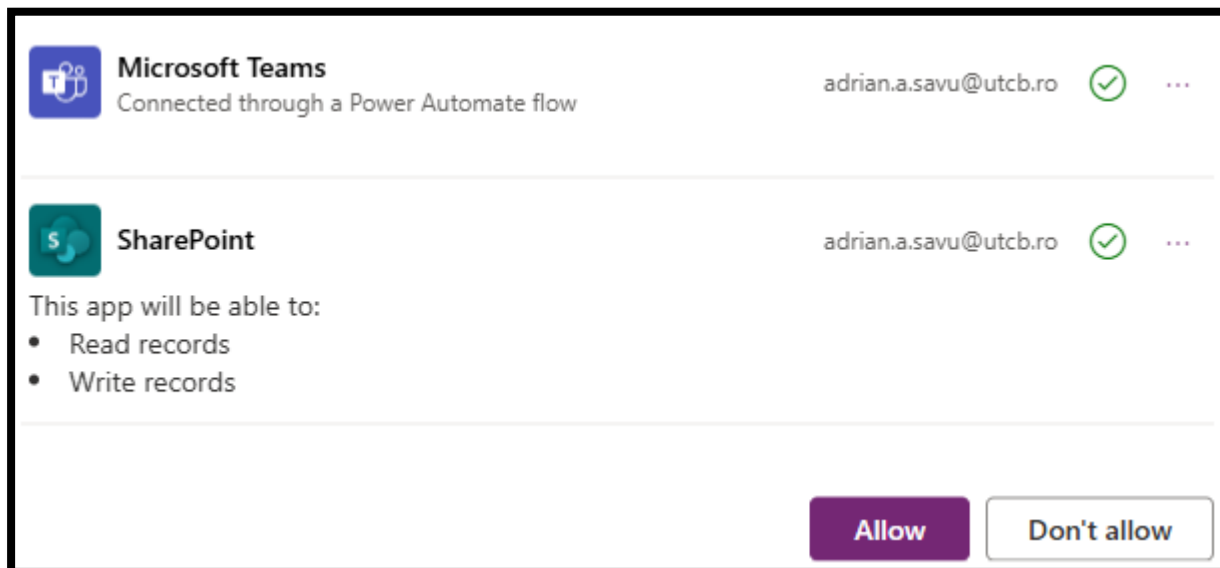 Microsoft Teams
Connected through a Power Automate flow
adrian.a.savu@utcb.ro
SharePoint
adrian.a.savu@utcb.ro
This app will be able to:
• Read records
• Write records
Allow
Don't allow